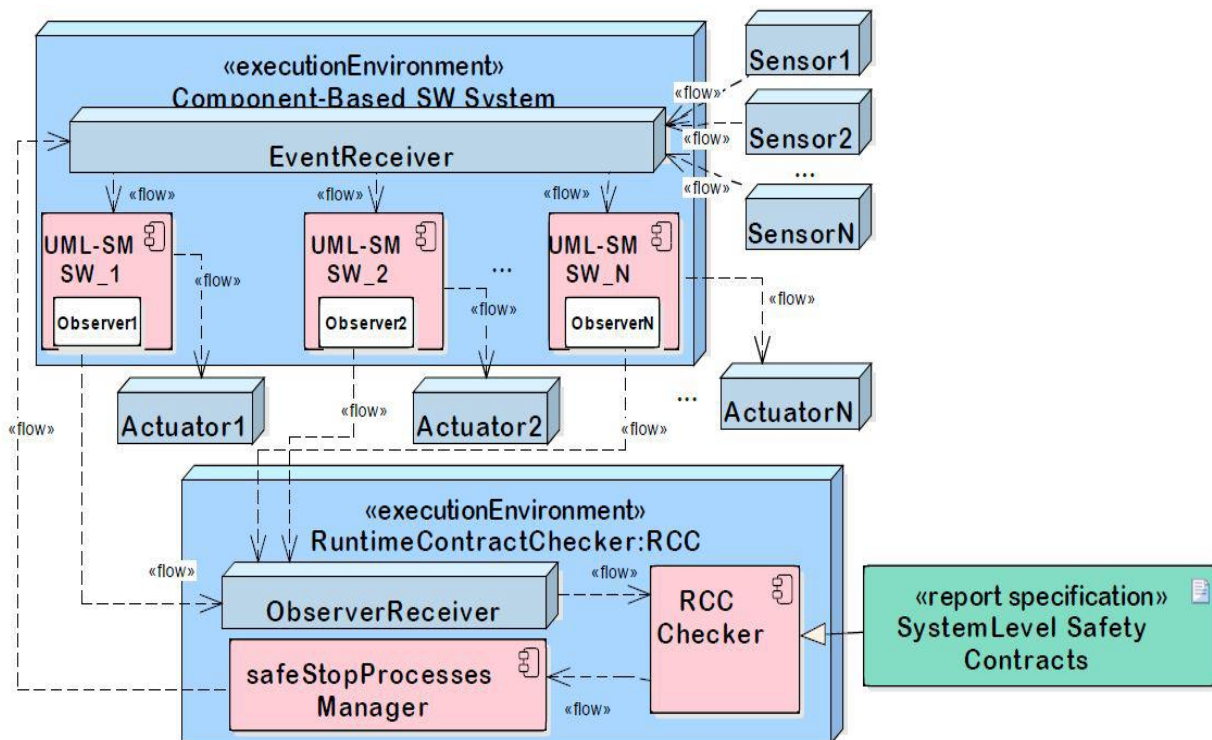 «executionEnvironment»
Component-Based SW System
Sensor1
«flow»
Sensor2
«flow»
...
«flow»
SensorN
EventReceiver
«flow»
«flow»
«flow»
UML-SM
SW_1
Observer1
UML-SM
SW_2
Observer2
...
UML-SM
SW_N
ObserverN
«flow»
«flow»
«flow»
Actuator1
Actuator2
...
ActuatorN
«flow»
«flow»
«flow»
«executionEnvironment»
RuntimeContractChecker:RCC
«flow»
ObserverReceiver
«flow»
RCC
Checker
«report specification»
SystemLevel Safety
Contracts
safeStopProcesses
Manager
«flow»